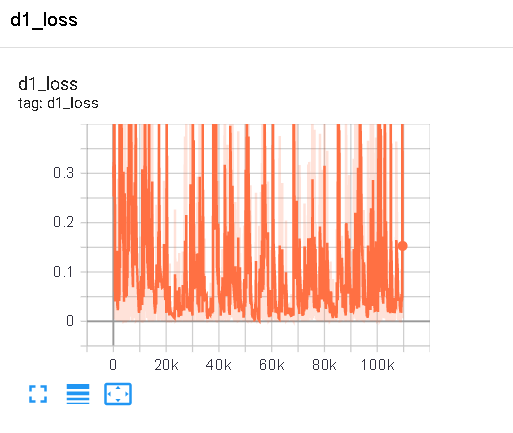 d1_loss
d1_loss
tag: d1_loss
0.3
0.2
0.1
0
0 20k 40k 60k 80k 100k